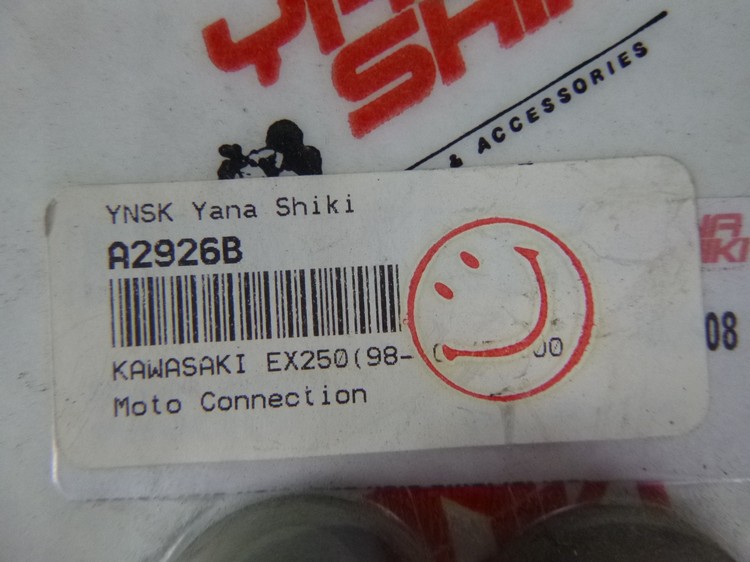 & ACCESSORIES
YNSK Yana Shiki
A2926B
KAWASAKI EX250(98-
Moto Connection
08